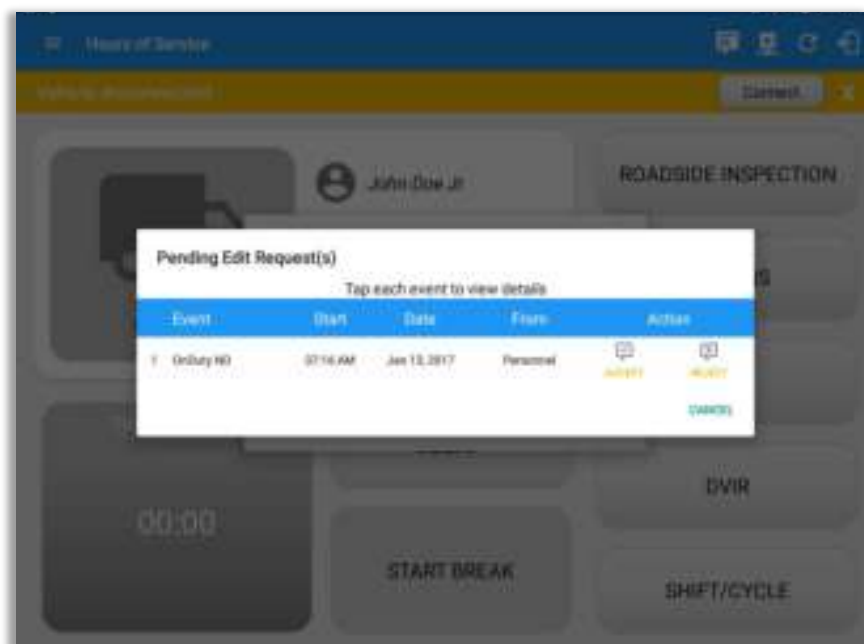 Hours of Service
Connect
John Doe Jr
ROADSIDE INSPECTION
Pending Edit Request(s)
Tap each event to view details
Event Start Date From Action
1 OnDuty ND 07:16 AM Jan 13, 2017 Personnel
ACCEPT REJECT
CANCEL
DVIR
00:00
START BREAK
SHIFT/CYCLE